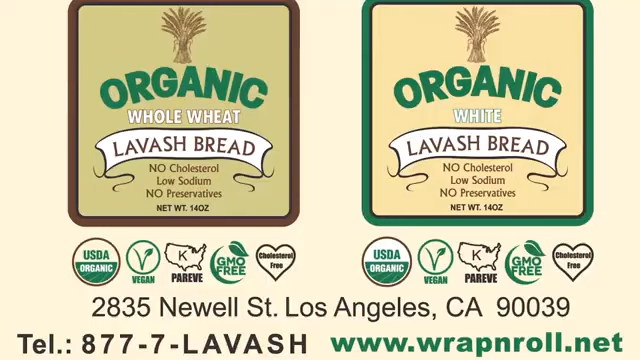 ORGANIC
WHOLE WHEAT
LAVASH BREAD
NO Cholesterol
Low Sodium
NO Preservatives
NET WT. 14OZ
ORGANIC
WHITE
LAVASH BREAD
NO Cholesterol
Low Sodium
NO Preservatives
NET WT. 14OZ
USDA
ORGANIC
VEGAN
K
PAREVE
GMO
FREE
Cholesterol
Free
USDA
ORGANIC
VEGAN
K
PAREVE
GMO
FREE
Cholesterol
Free
2835 Newell St. Los Angeles, CA 90039
Tel.: 877-7-LAVASH www.wrapnroll.net